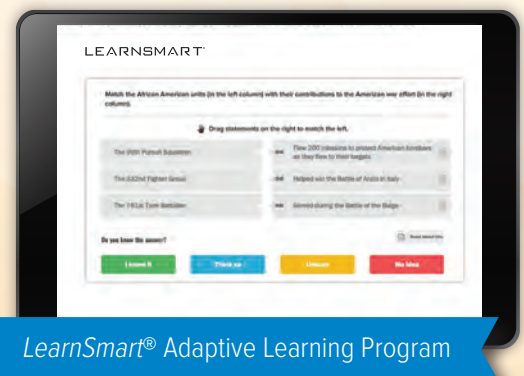 LEARNSMART
Match the African American units (in the left column) with their contributions to the American war effort (in the right
column).
Drag statements on the right to match the left.
The 99th Pursuit Squadron
Flew 200 missions to protect American bombers
as they flew to their targets
The 332nd Fighter Group
Helped win the Battle of Anzio in Italy
The 761st Tank Battalion
Served during the Battle of the Bulge
Do you know the answer?
Read about this
I know it
Think so
Unsure
No idea
LearnSmart® Adaptive Learning Program